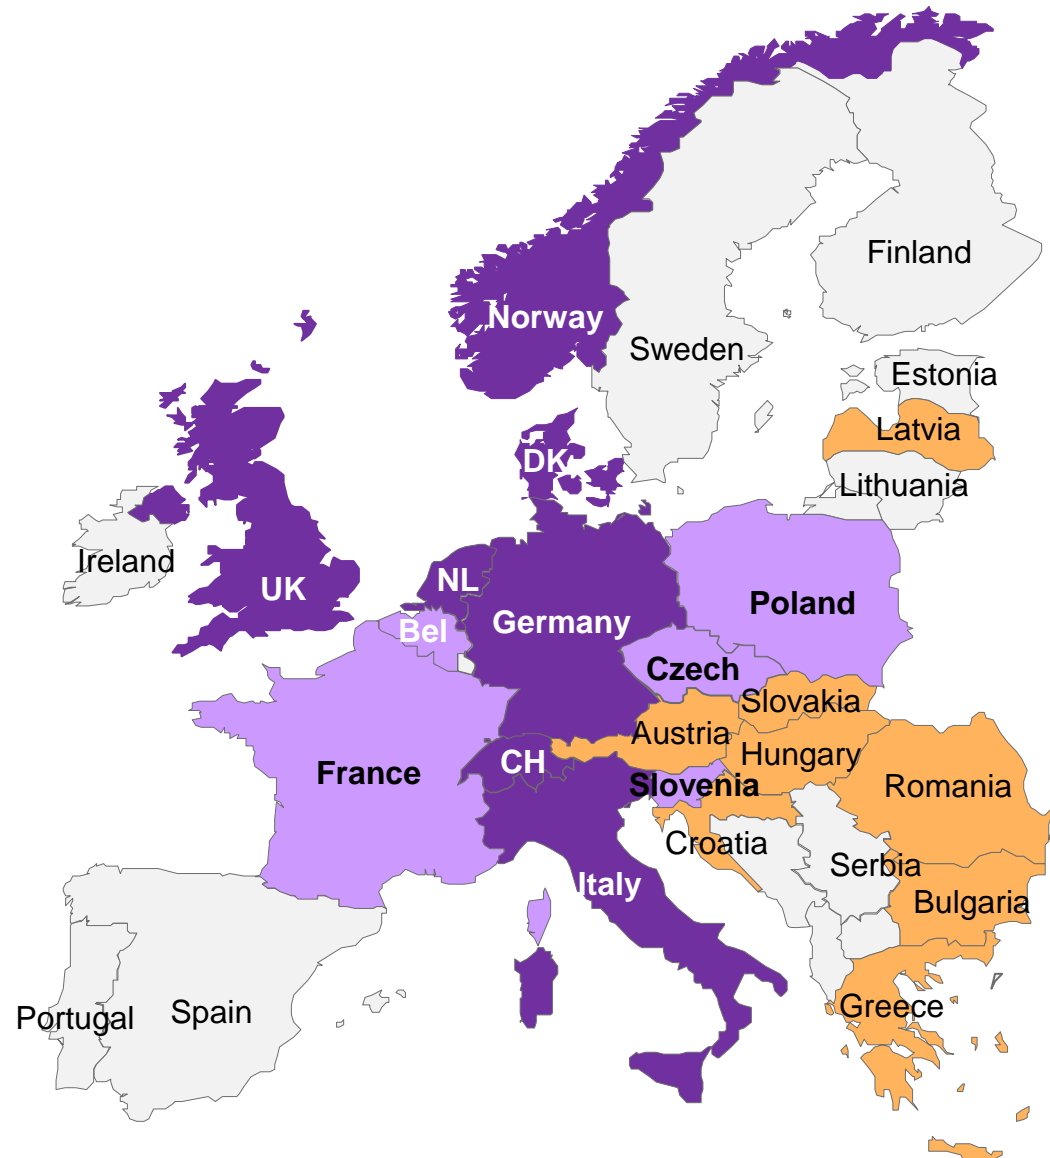 Finland
Norway
Sweden
Estonia
Latvia
DK
Lithuania
Ireland
NL
UK
Poland
Germany
Bel
Czech
Slovakia
Austria
Hungary
CH
France
Slovenia
Romania
Croatia
Serbia
Italy
Bulgaria
Greece
Spain
Portugal